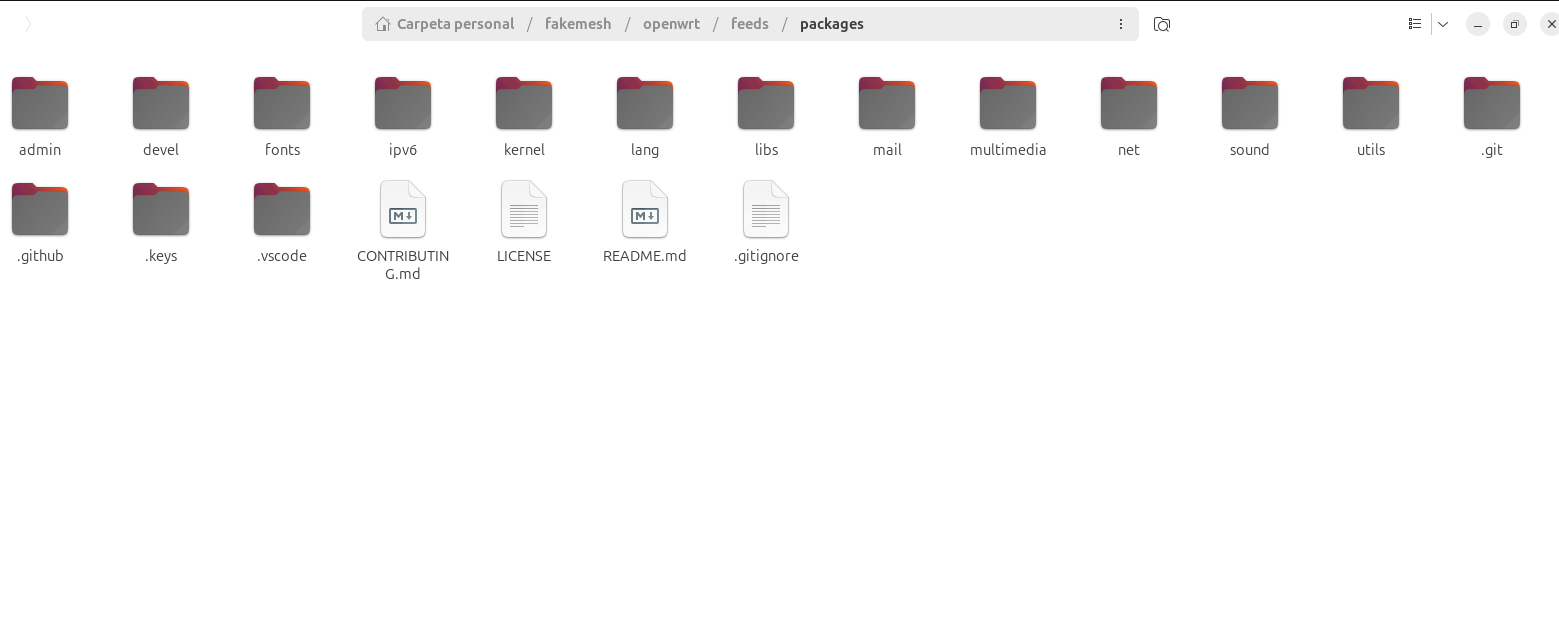 Carpeta personal / fakemesh / openwrt / feeds / packages
admin devel fonts ipv6 kernel lang libs mail multimedia net sound utils .git
.github .keys .vscode CONTRIBUTIN LICENSE README.md .gitignore
G.md